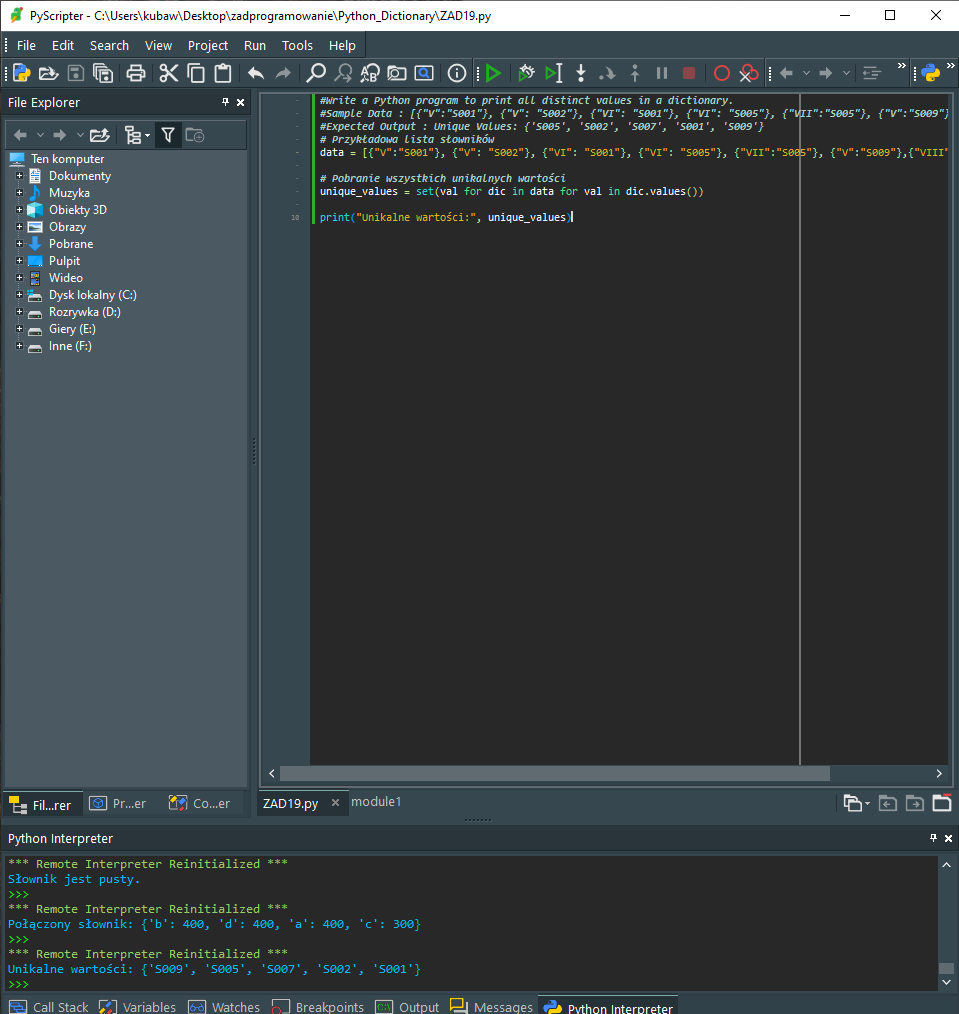 PyScripter - C:\Users\kubaw\Desktop\zadprogramowanie\Python_Dictionary\ZAD19.py
File Edit Search View Project Run Tools Help
File Explorer
Ten komputer
Dokumenty
Muzyka
Obiekty 3D
Obrazy
Pobrane
Pulpit
Wideo
Dysk lokalny (C:)
Rozrywka (D:)
Giery (E:)
Inne (F:)
#Write a Python program to print all distinct values in a dictionary.
#Sample Data : [{"V":"S001"}, {"V": "S002"}, {"VI": "S001"}, {"VI": "S005"}, {"VII":"S005"}, {"V":"S009"}
#Expected Output : Unique Values: {'S005', 'S002', 'S007', 'S001', 'S009'}
# Przykładowa lista słowników
data = [{"V":"S001"}, {"V": "S002"}, {"VI": "S001"}, {"VI": "S005"}, {"VII":"S005"}, {"V":"S009"},{"VIII"
# Pobranie wszystkich unikalnych wartości
unique_values = set(val for dic in data for val in dic.values())
10 print("Unikalne wartości:", unique_values)
Fil...rer Pr...er Co...er
ZAD19.py module1
Python Interpreter
*** Remote Interpreter Reinitialized ***
Słownik jest pusty.
>>>
*** Remote Interpreter Reinitialized ***
Połączony słownik: {'b': 400, 'd': 400, 'a': 400, 'c': 300}
>>>
*** Remote Interpreter Reinitialized ***
Unikalne wartości: {'S009', 'S005', 'S007', 'S002', 'S001'}
>>>
Call Stack Variables Watches Breakpoints Output Messages Python Interpreter